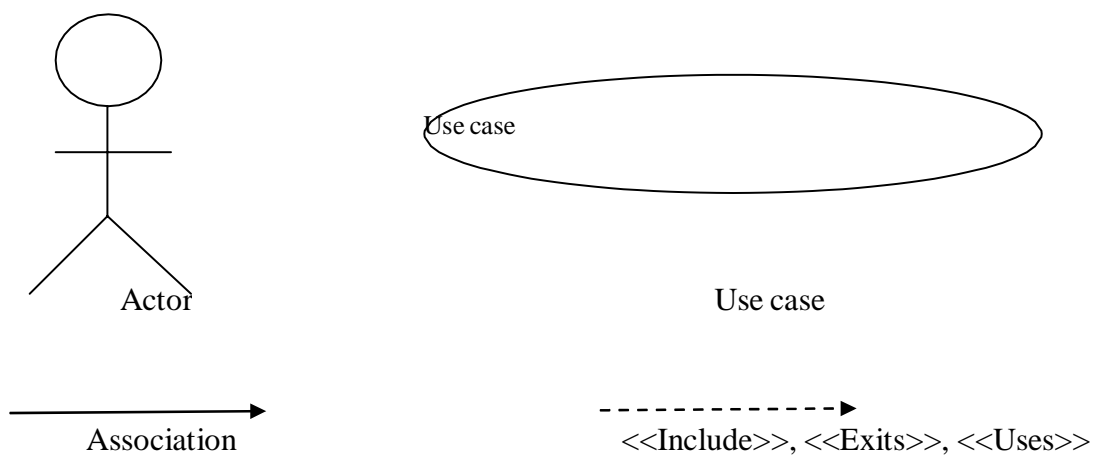 Use case
Actor
Use case
Association
<<Include>>, <<Exits>>, <<Uses>>